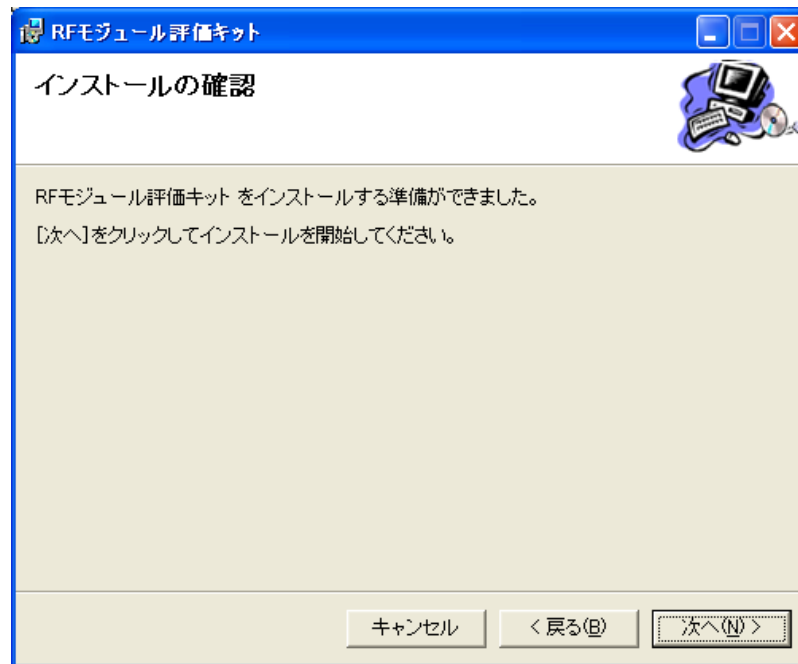 RFモジュール評価キット
インストールの確認
RFモジュール評価キット をインストールする準備ができました。
[次へ]をクリックしてインストールを開始してください。
キャンセル
< 戻る(B)
次へ(N) >